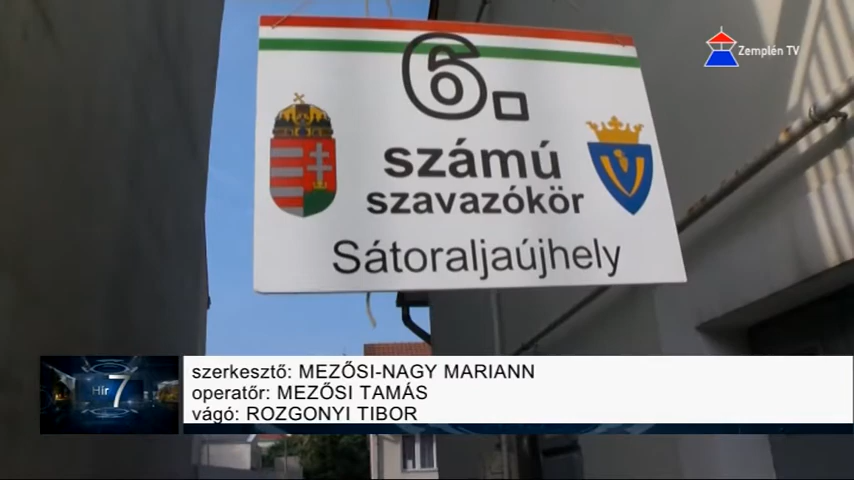 Zemplén TV
6.
számú
szavazókör
Sátoraljaújhely
Hír 7
szerkesztő: MEZŐSI-NAGY MARIANN
operatőr: MEZŐSI TAMÁS
vágó: ROZGONYI TIBOR